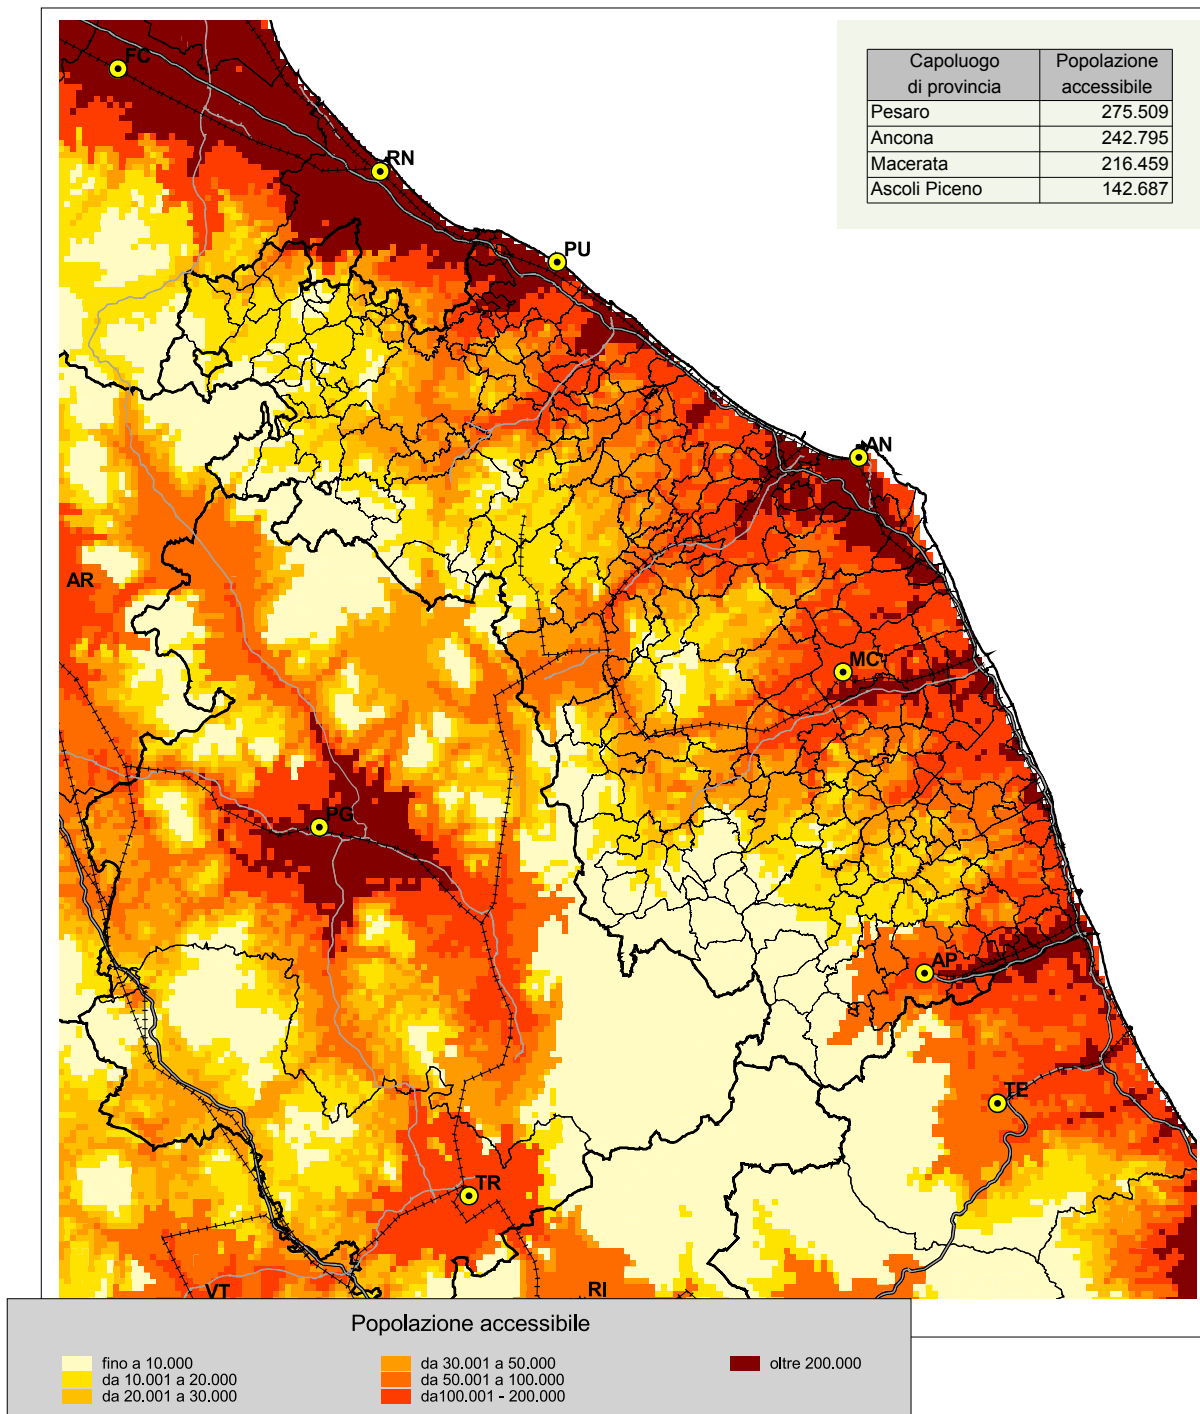 Capoluogo di provincia Popolazione accessibile
Pesaro 275.509
Ancona 242.795
Macerata 216.459
Ascoli Piceno 142.687
FC
RN
PU
AN
AR
MC
PG
AP
TE
TR
VT
RI
Popolazione accessibile
fino a 10.000
da 10.001 a 20.000
da 20.001 a 30.000
da 30.001 a 50.000
da 50.001 a 100.000
da100.001 - 200.000
oltre 200.000